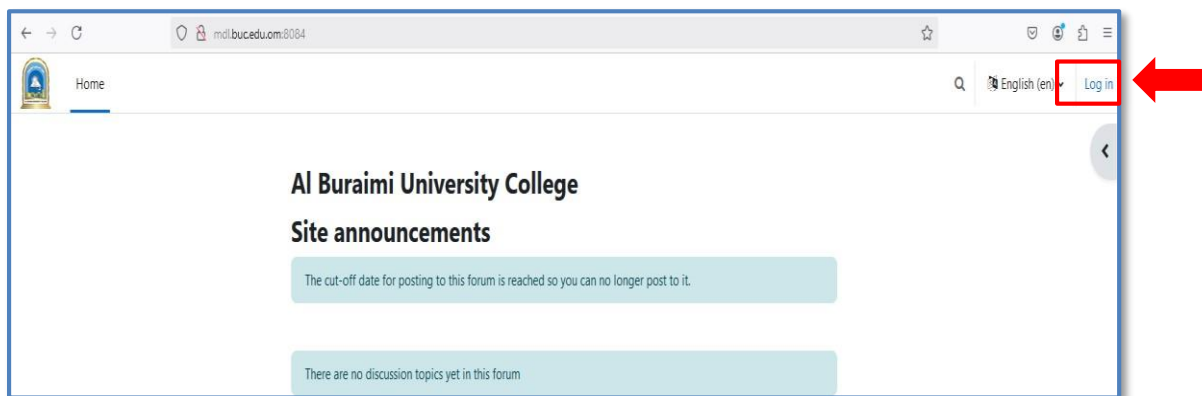 mdl.buc.edu.om:8084
Home
English (en)
Log in
Al Buraimi University College
Site announcements
The cut-off date for posting to this forum is reached so you can no longer post to it.
There are no discussion topics yet in this forum